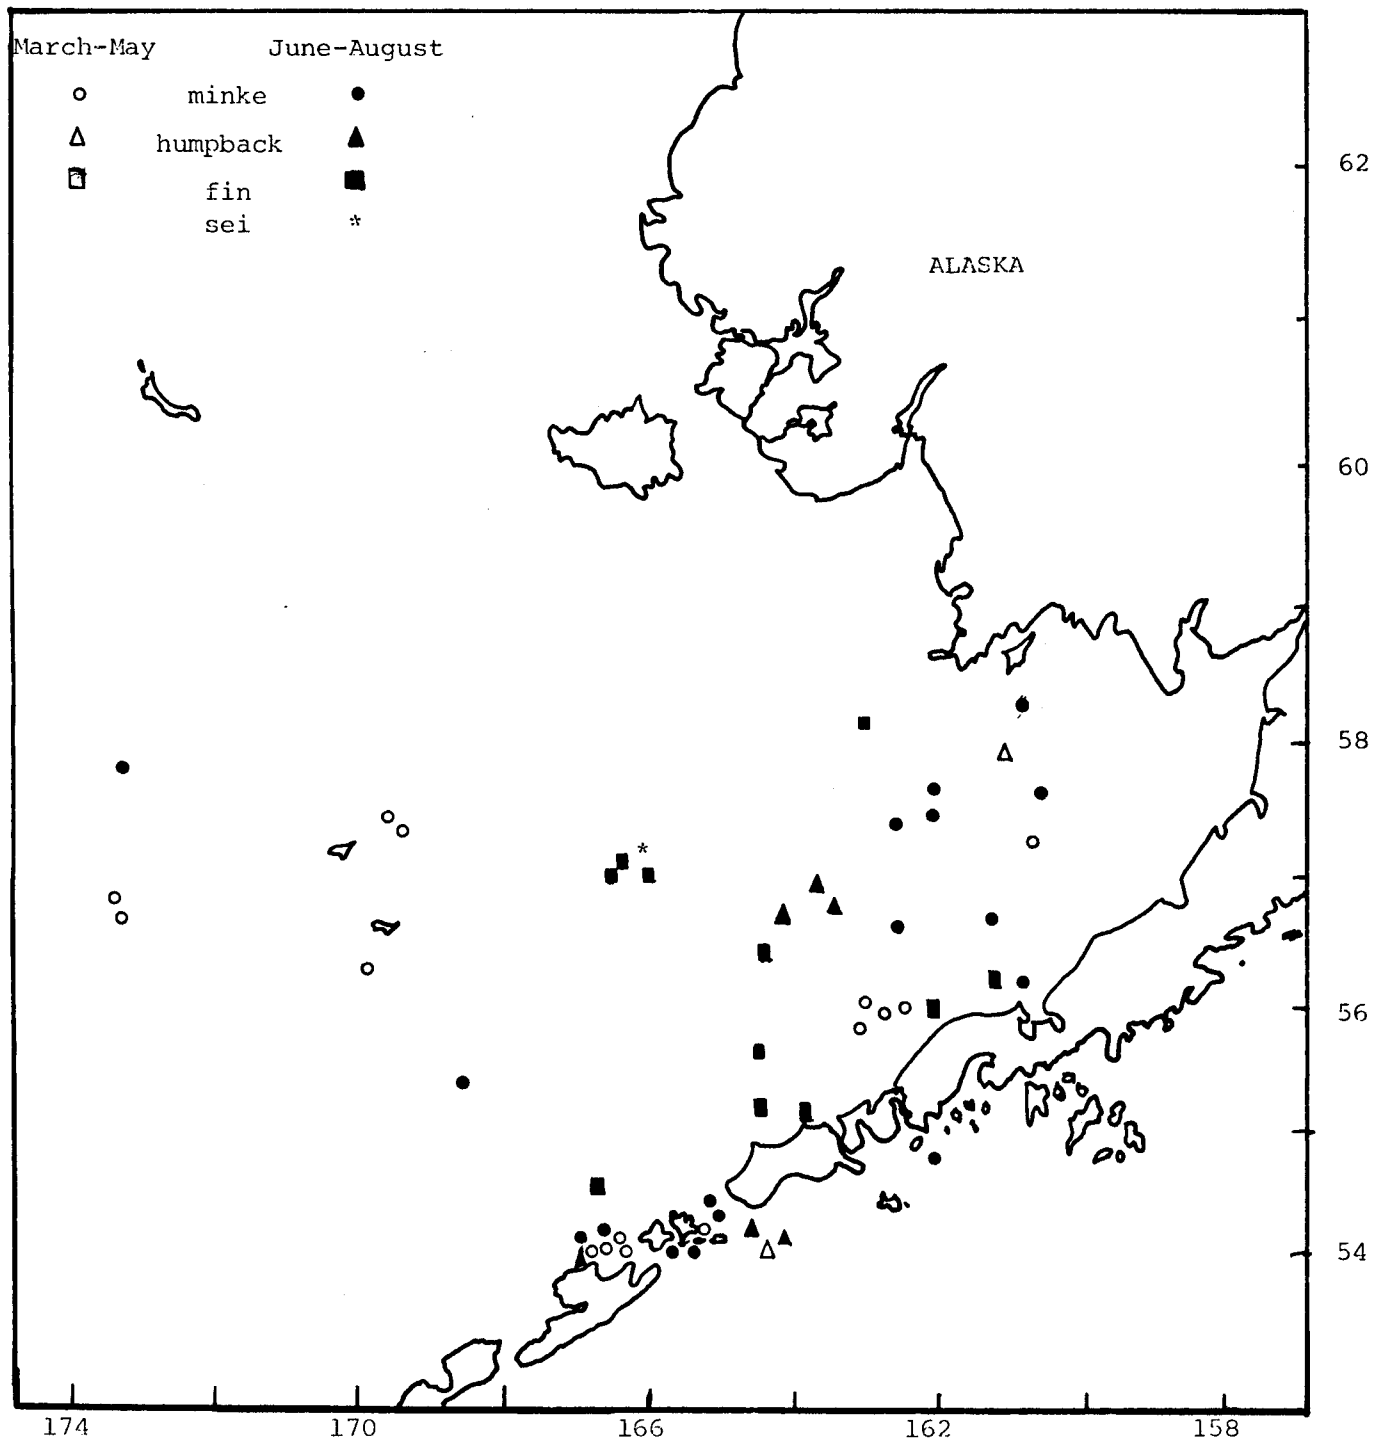 March-May June-August
minke
humpback
fin
sei *
ALASKA
*
62
60
58
56
54
174 170 166 162 158